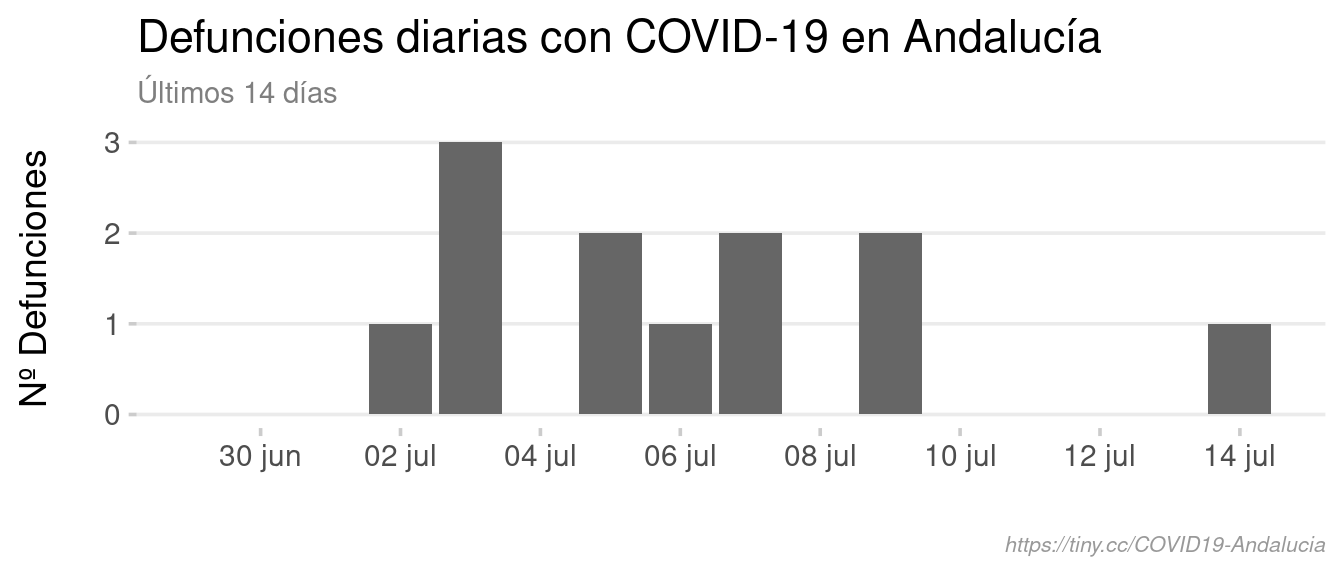 Defunciones diarias con COVID-19 en Andalucía
Últimos 14 días
Nº Defunciones
3
2
1
0
30 jun 02 jul 04 jul 06 jul 08 jul 10 jul 12 jul 14 jul
https://tiny.cc/COVID19-Andalucia